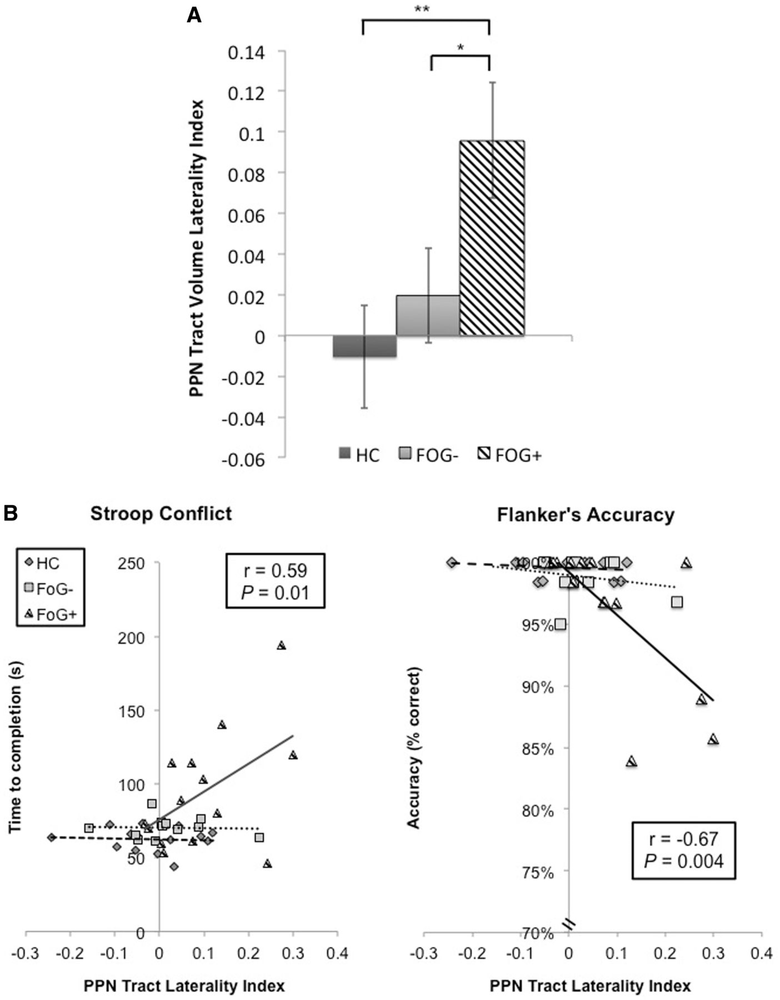 A
**
*
PPN Tract Volume Laterality Index
0.14
0.12
0.1
0.08
0.06
0.04
0.02
0
-0.02
-0.04
-0.06
HC FOG- FOG+
B
Stroop Conflict
HC
FoG-
FoG+
r = 0.59
P = 0.01
Time to completion (s)
250
200
150
100
50
0
-0.3 -0.2 -0.1 0 0.1 0.2 0.3 0.4
PPN Tract Laterality Index
Flanker's Accuracy
Accuracy (% correct)
95%
90%
85%
80%
75%
70%
r = -0.67
P = 0.004
-0.3 -0.2 -0.1 0 0.1 0.2 0.3 0.4
PPN Tract Laterality Index